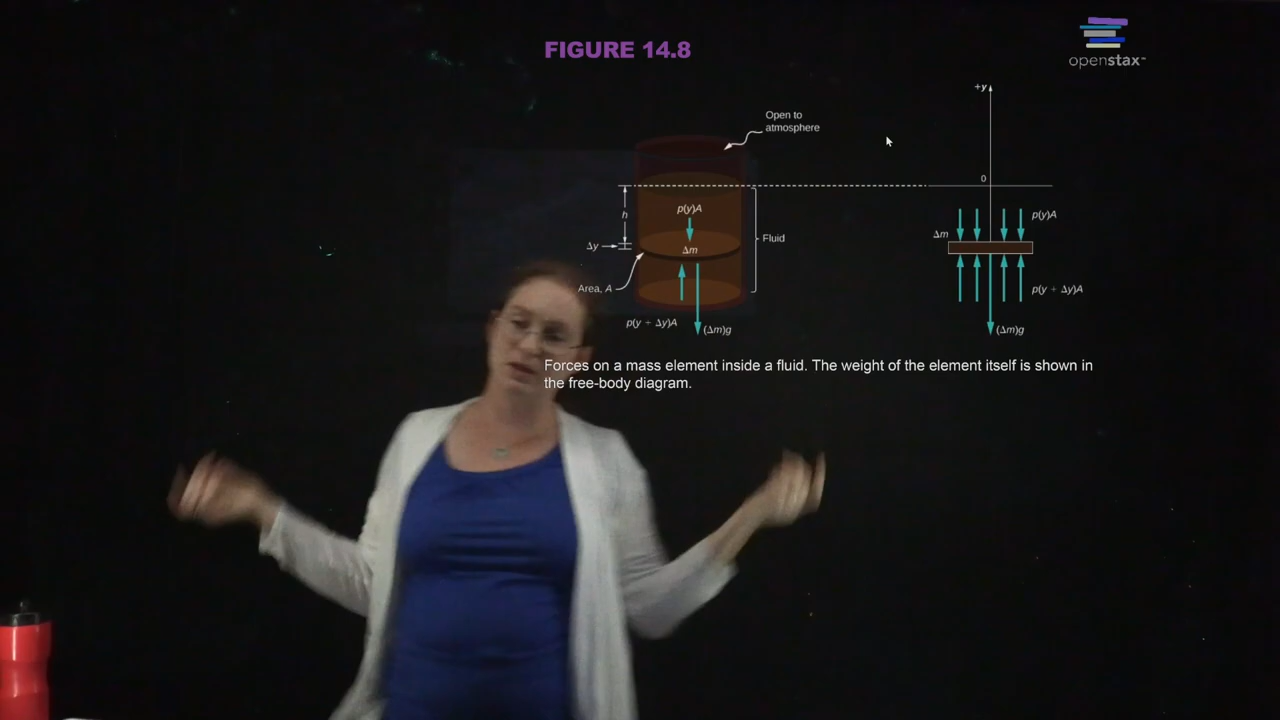 FIGURE 14.8
openstax™
Open to
atmosphere
+y
0
h
p(y)A
Δy
Δm
Fluid
Area, A
p(y + Δy)A
(Δm)g
p(y)A
Δm
p(y + Δy)A
(Δm)g
Forces on a mass element inside a fluid. The weight of the element itself is shown in
the free-body diagram.